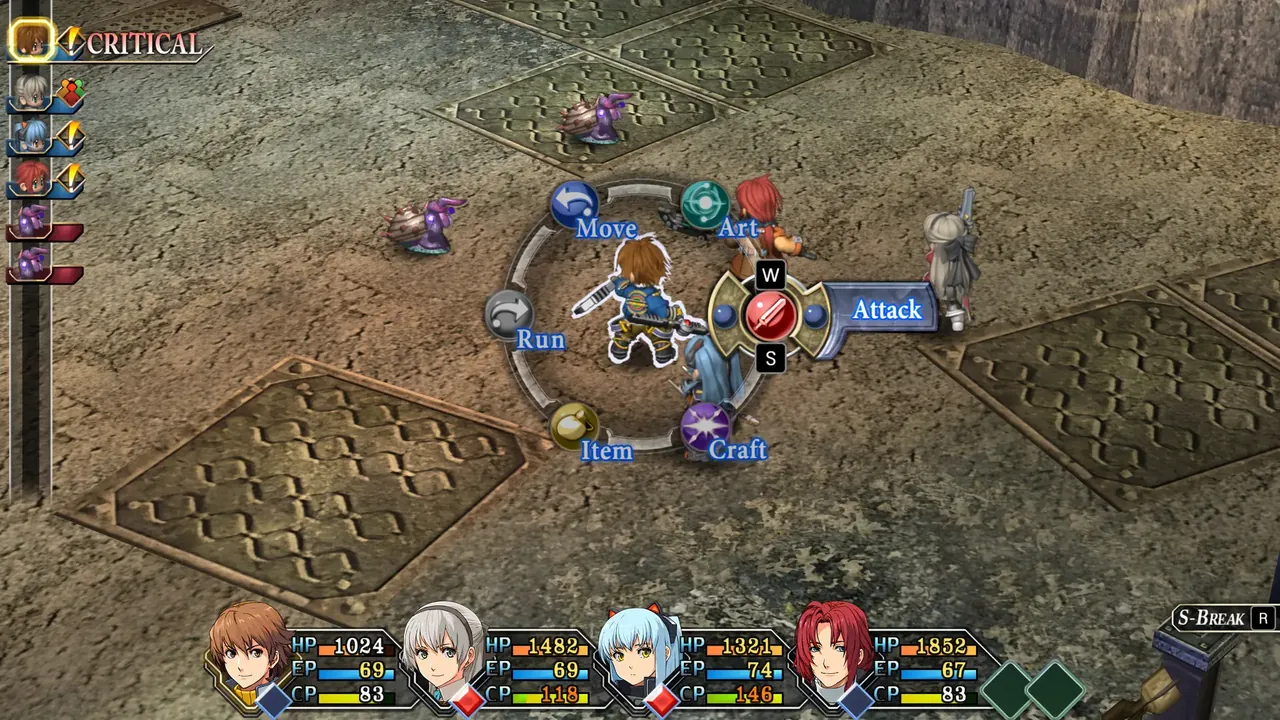 CRITICAL
Move
Art
W
Attack
Run
S
Item
Craft
S-BREAK R
HP 1024
EP 69
CP 83
HP 1482
EP 69
CP 118
HP 1321
EP 74
CP 146
HP 1852
EP 67
CP 83